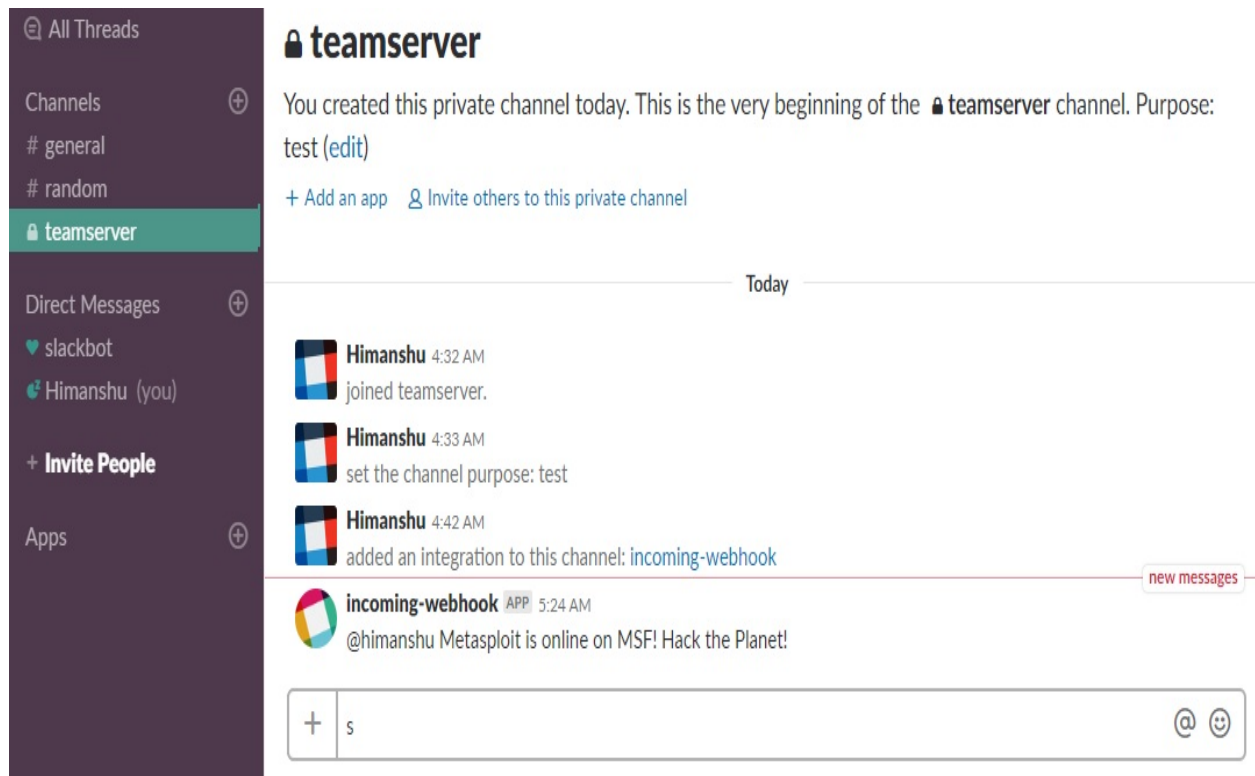 All Threads
Channels
# general
# random
teamserver
Direct Messages
slackbot
Himanshu (you)
+ Invite People
Apps
teamserver
You created this private channel today. This is the very beginning of the teamserver channel. Purpose:
test (edit)
+ Add an app Invite others to this private channel
Today
Himanshu 4:32 AM
joined teamserver.
Himanshu 4:33 AM
set the channel purpose: test
Himanshu 4:42 AM
added an integration to this channel: incoming-webhook
new messages
incoming-webhook APP 5:24 AM
@himanshu Metasploit is online on MSF! Hack the Planet!
+ s @